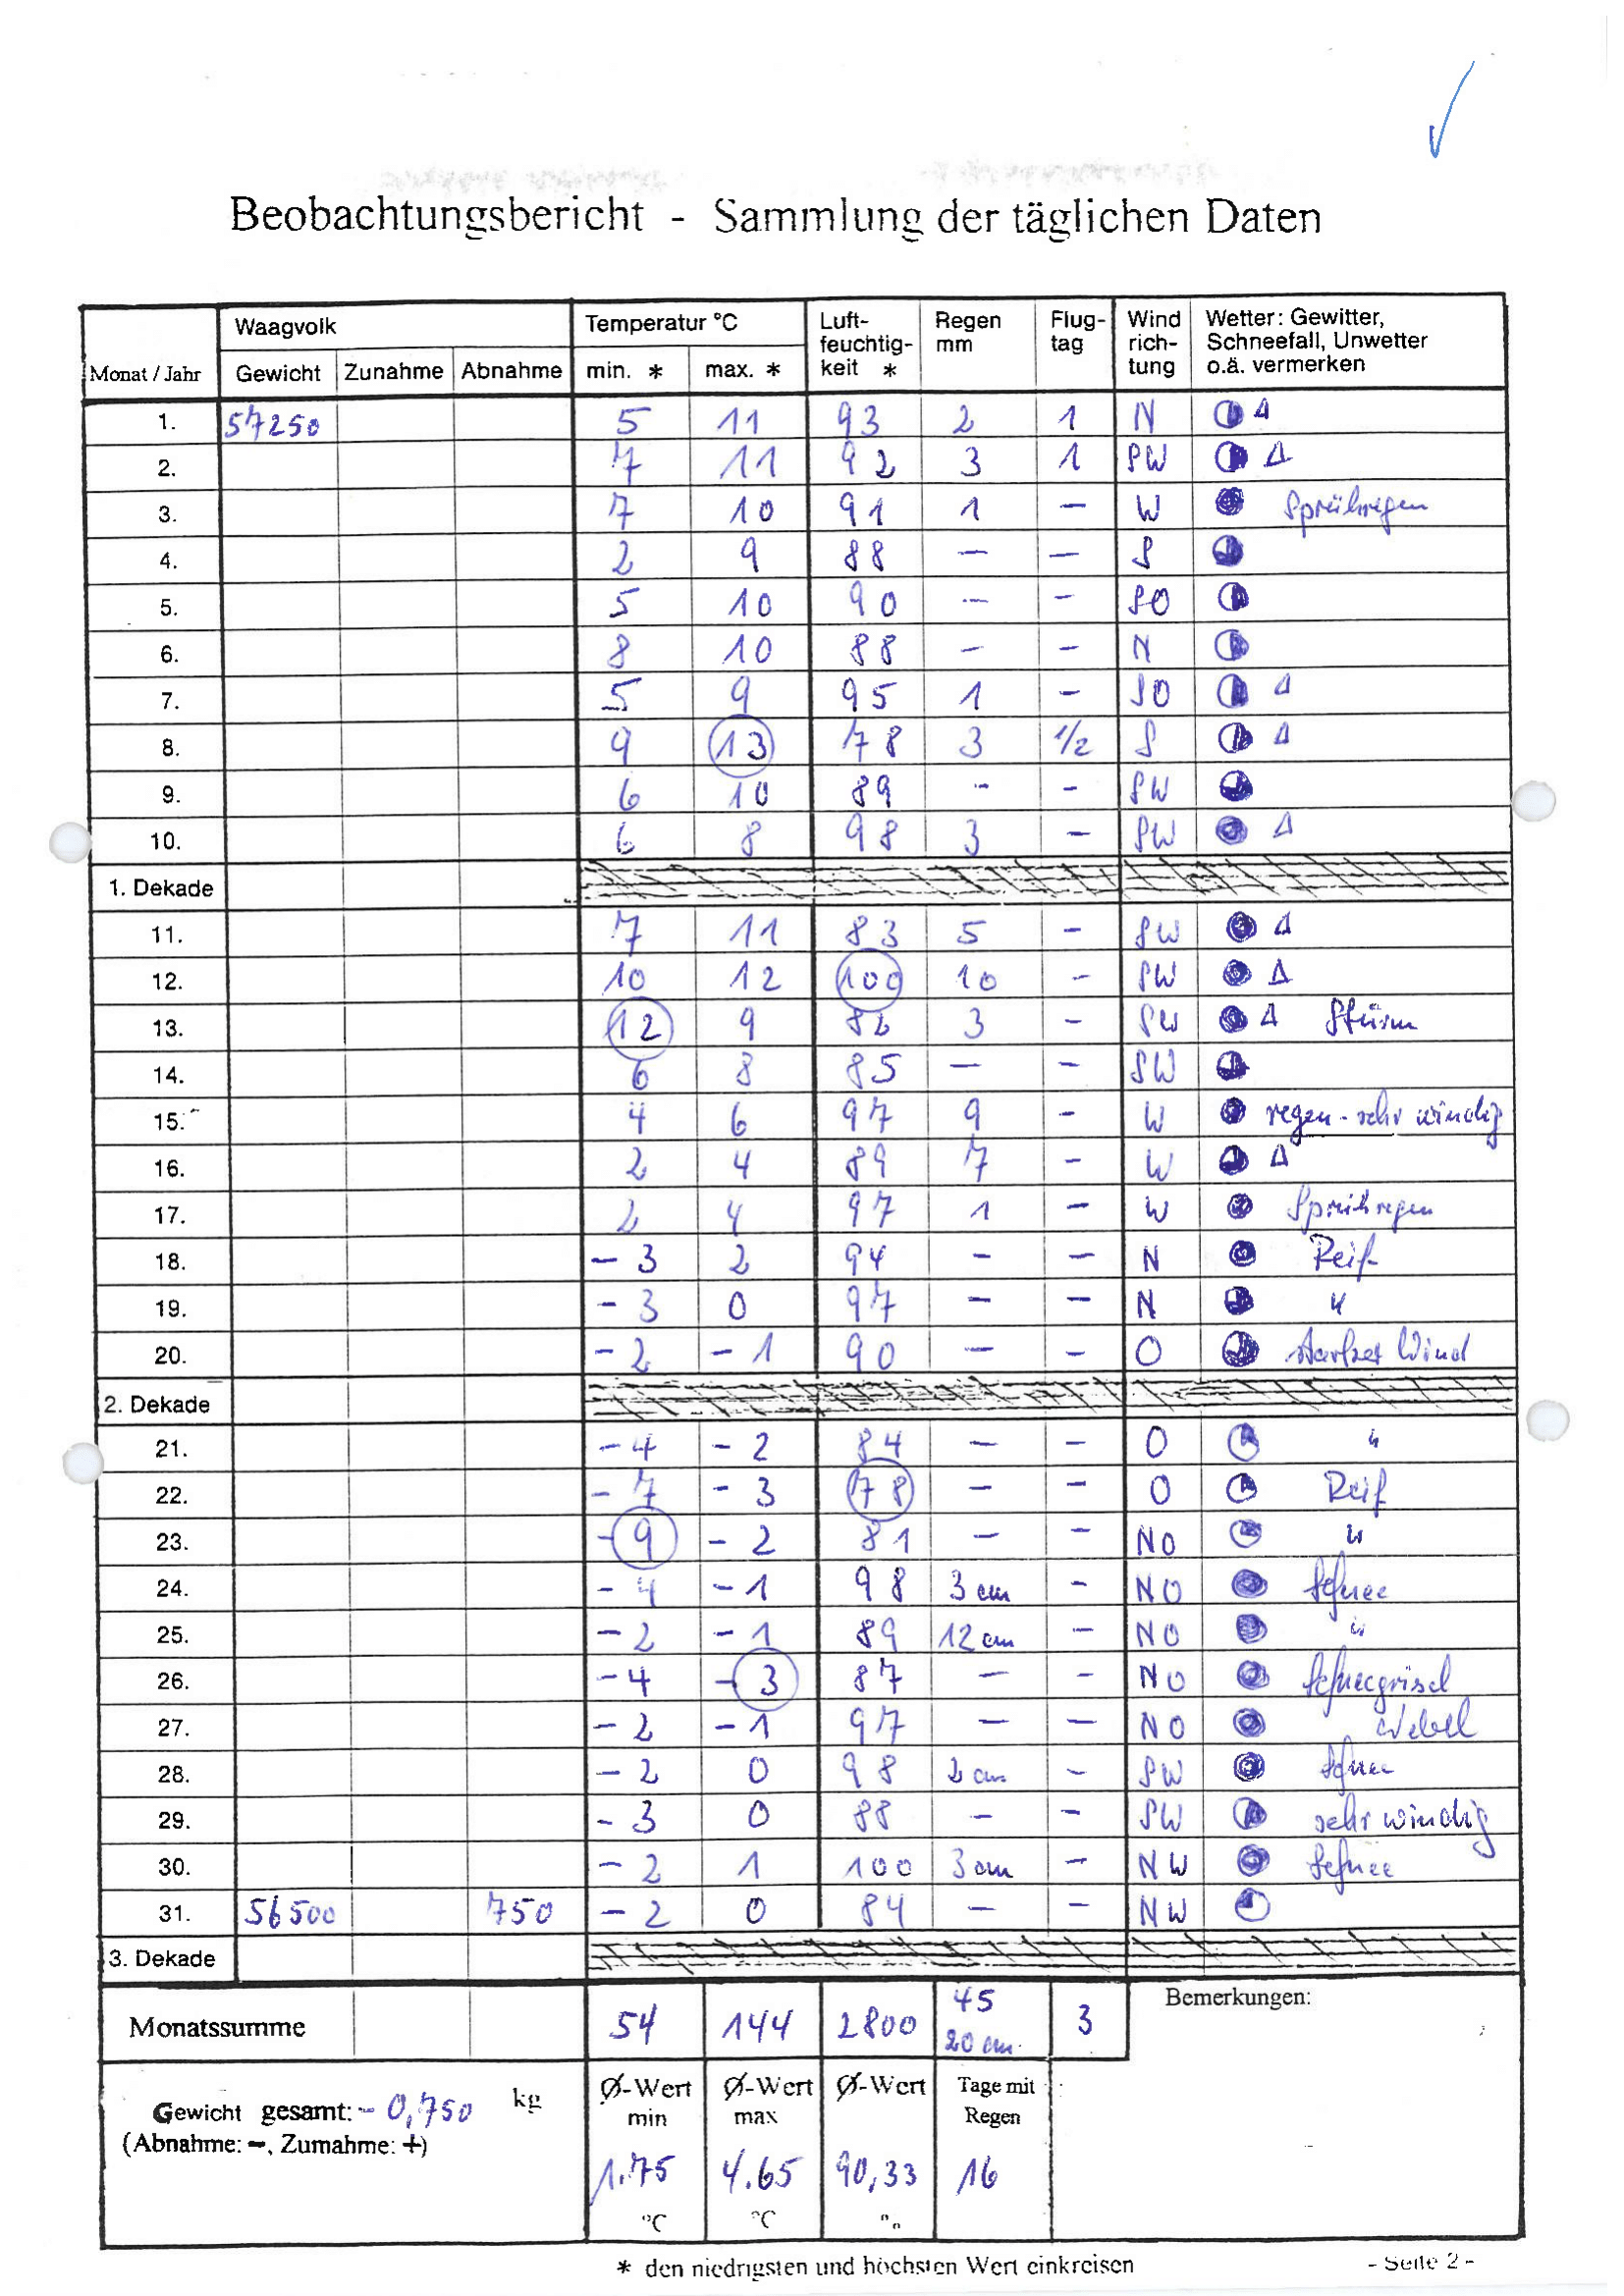 Beobachtungsbericht - Sammlung der täglichen Daten
Waagvolk Temperatur °C Luft- Regen Flug- Wind Wetter: Gewitter,
feuchtig- mm tag rich- Schneefall, Unwetter
Monat / Jahr Gewicht Zunahme Abnahme min. * max. * keit * tung o.ä. vermerken
1. 57250 5 11 93 2 1 N
2. 7 11 92 3 1 SW
3. 7 10 91 1 - W Sprühregen
4. 2 9 88 - - S
5. 5 10 90 - - SO
6. 8 10 88 - - N
7. 5 9 95 1 - SO
8. 9 13 78 3 1/2 S
9. 6 10 89 - - SW
10. 6 8 98 3 - SW
1. Dekade
11. 7 11 83 5 - SW
12. 10 12 100 10 - SW
13. 12 9 3 - SW Sturm
14. 6 8 85 - - SW
15. 4 6 97 9 - W regen - sehr windig
16. 2 4 89 7 - W
17. 2 4 97 1 - W Sprühregen
18. - 3 2 94 - - N Reif
19. - 3 0 97 - - N "
20. - 2 - 1 90 - - O starker Wind
2. Dekade
21. - 4 - 2 84 - - O "
22. - 7 - 3 78 - - O Reif
23. - 9 - 2 81 - - NO "
24. - 4 - 1 98 3 cm - NO Schnee
25. - 2 - 1 89 12 cm - NO "
26. - 4 - 3 87 - - NO Schneegrisel
27. - 2 - 1 97 - - NO Nebel
28. - 2 0 98 2 cm - SW Schnee
29. - 3 0 88 - - SW sehr windig
30. - 2 1 100 3 cm - NW Schnee
31. 56500 750 - 2 0 84 - - NW
3. Dekade
Monatssumme 54 144 2800 45 20 cm 3 Bemerkungen:
Ø-Wert Ø-Wert Ø-Wert Tage mit
Gewicht gesamt: - 0,750 kg min max Regen
(Abnahme: -, Zumahme: +)
1.75 4.65 90,33 16
°C °C
* den niedrigsten und höchsten Wert einkreisen - Seite 2 -